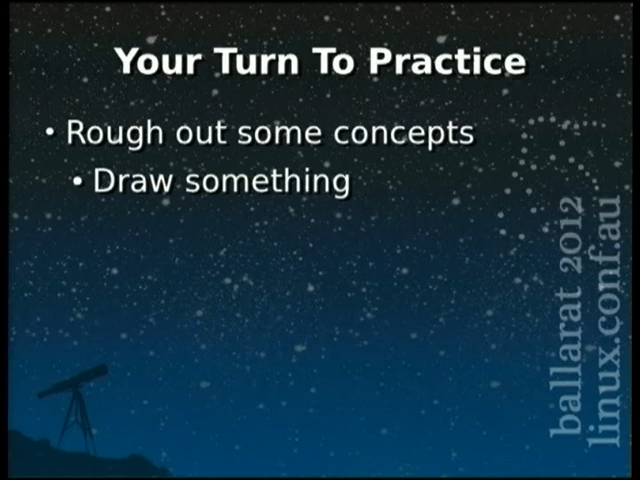 Your Turn To Practice
• Rough out some concepts
• Draw something
ballarat 2012
linux.conf.au